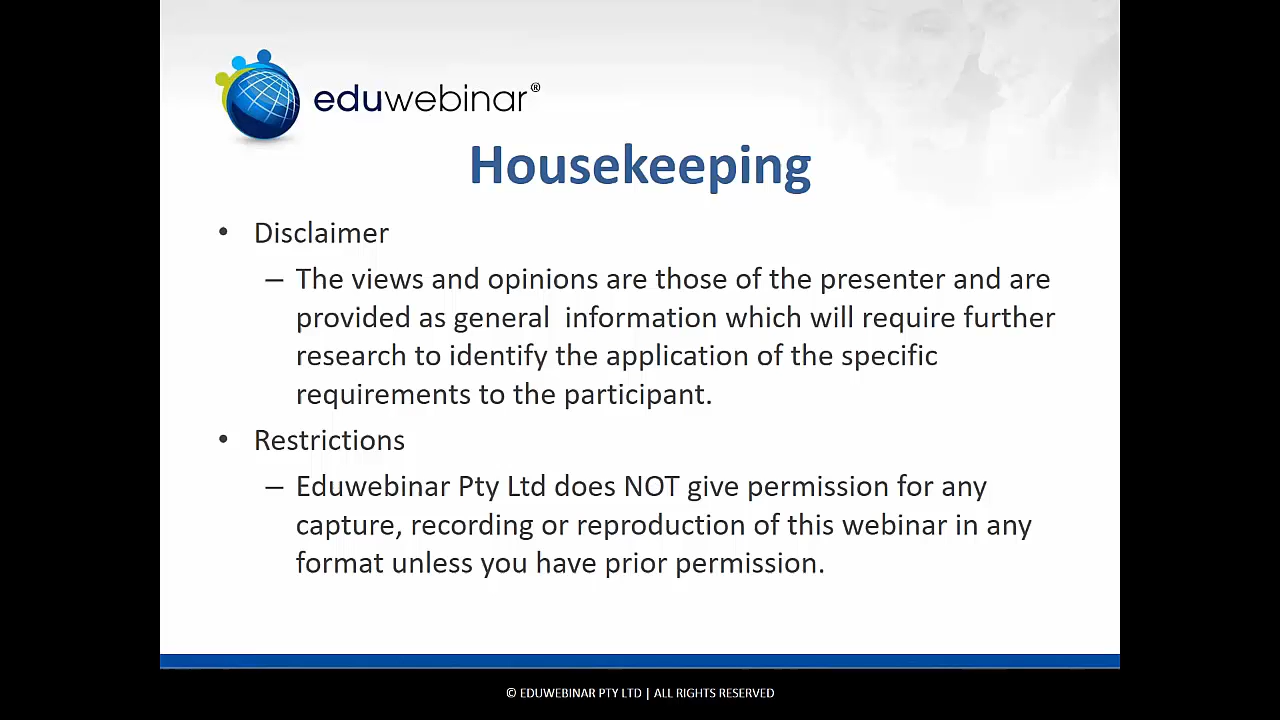 eduwebinar®
Housekeeping
• Disclaimer
– The views and opinions are those of the presenter and are
provided as general information which will require further
research to identify the application of the specific
requirements to the participant.
• Restrictions
– Eduwebinar Pty Ltd does NOT give permission for any
capture, recording or reproduction of this webinar in any
format unless you have prior permission.
© EDUWEBINAR PTY LTD | ALL RIGHTS RESERVED